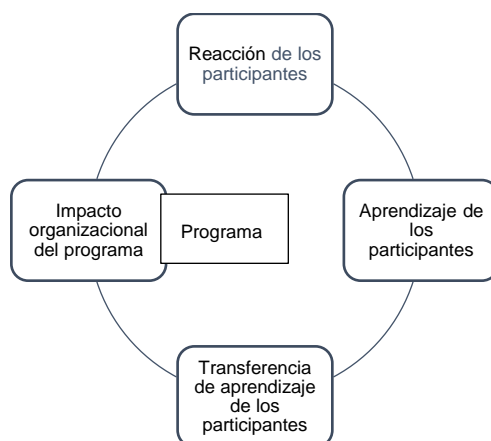 Reacción de los
participantes
Impacto
organizacional
del programa
Programa
Aprendizaje de
los
participantes
Transferencia
de aprendizaje
de los
participantes